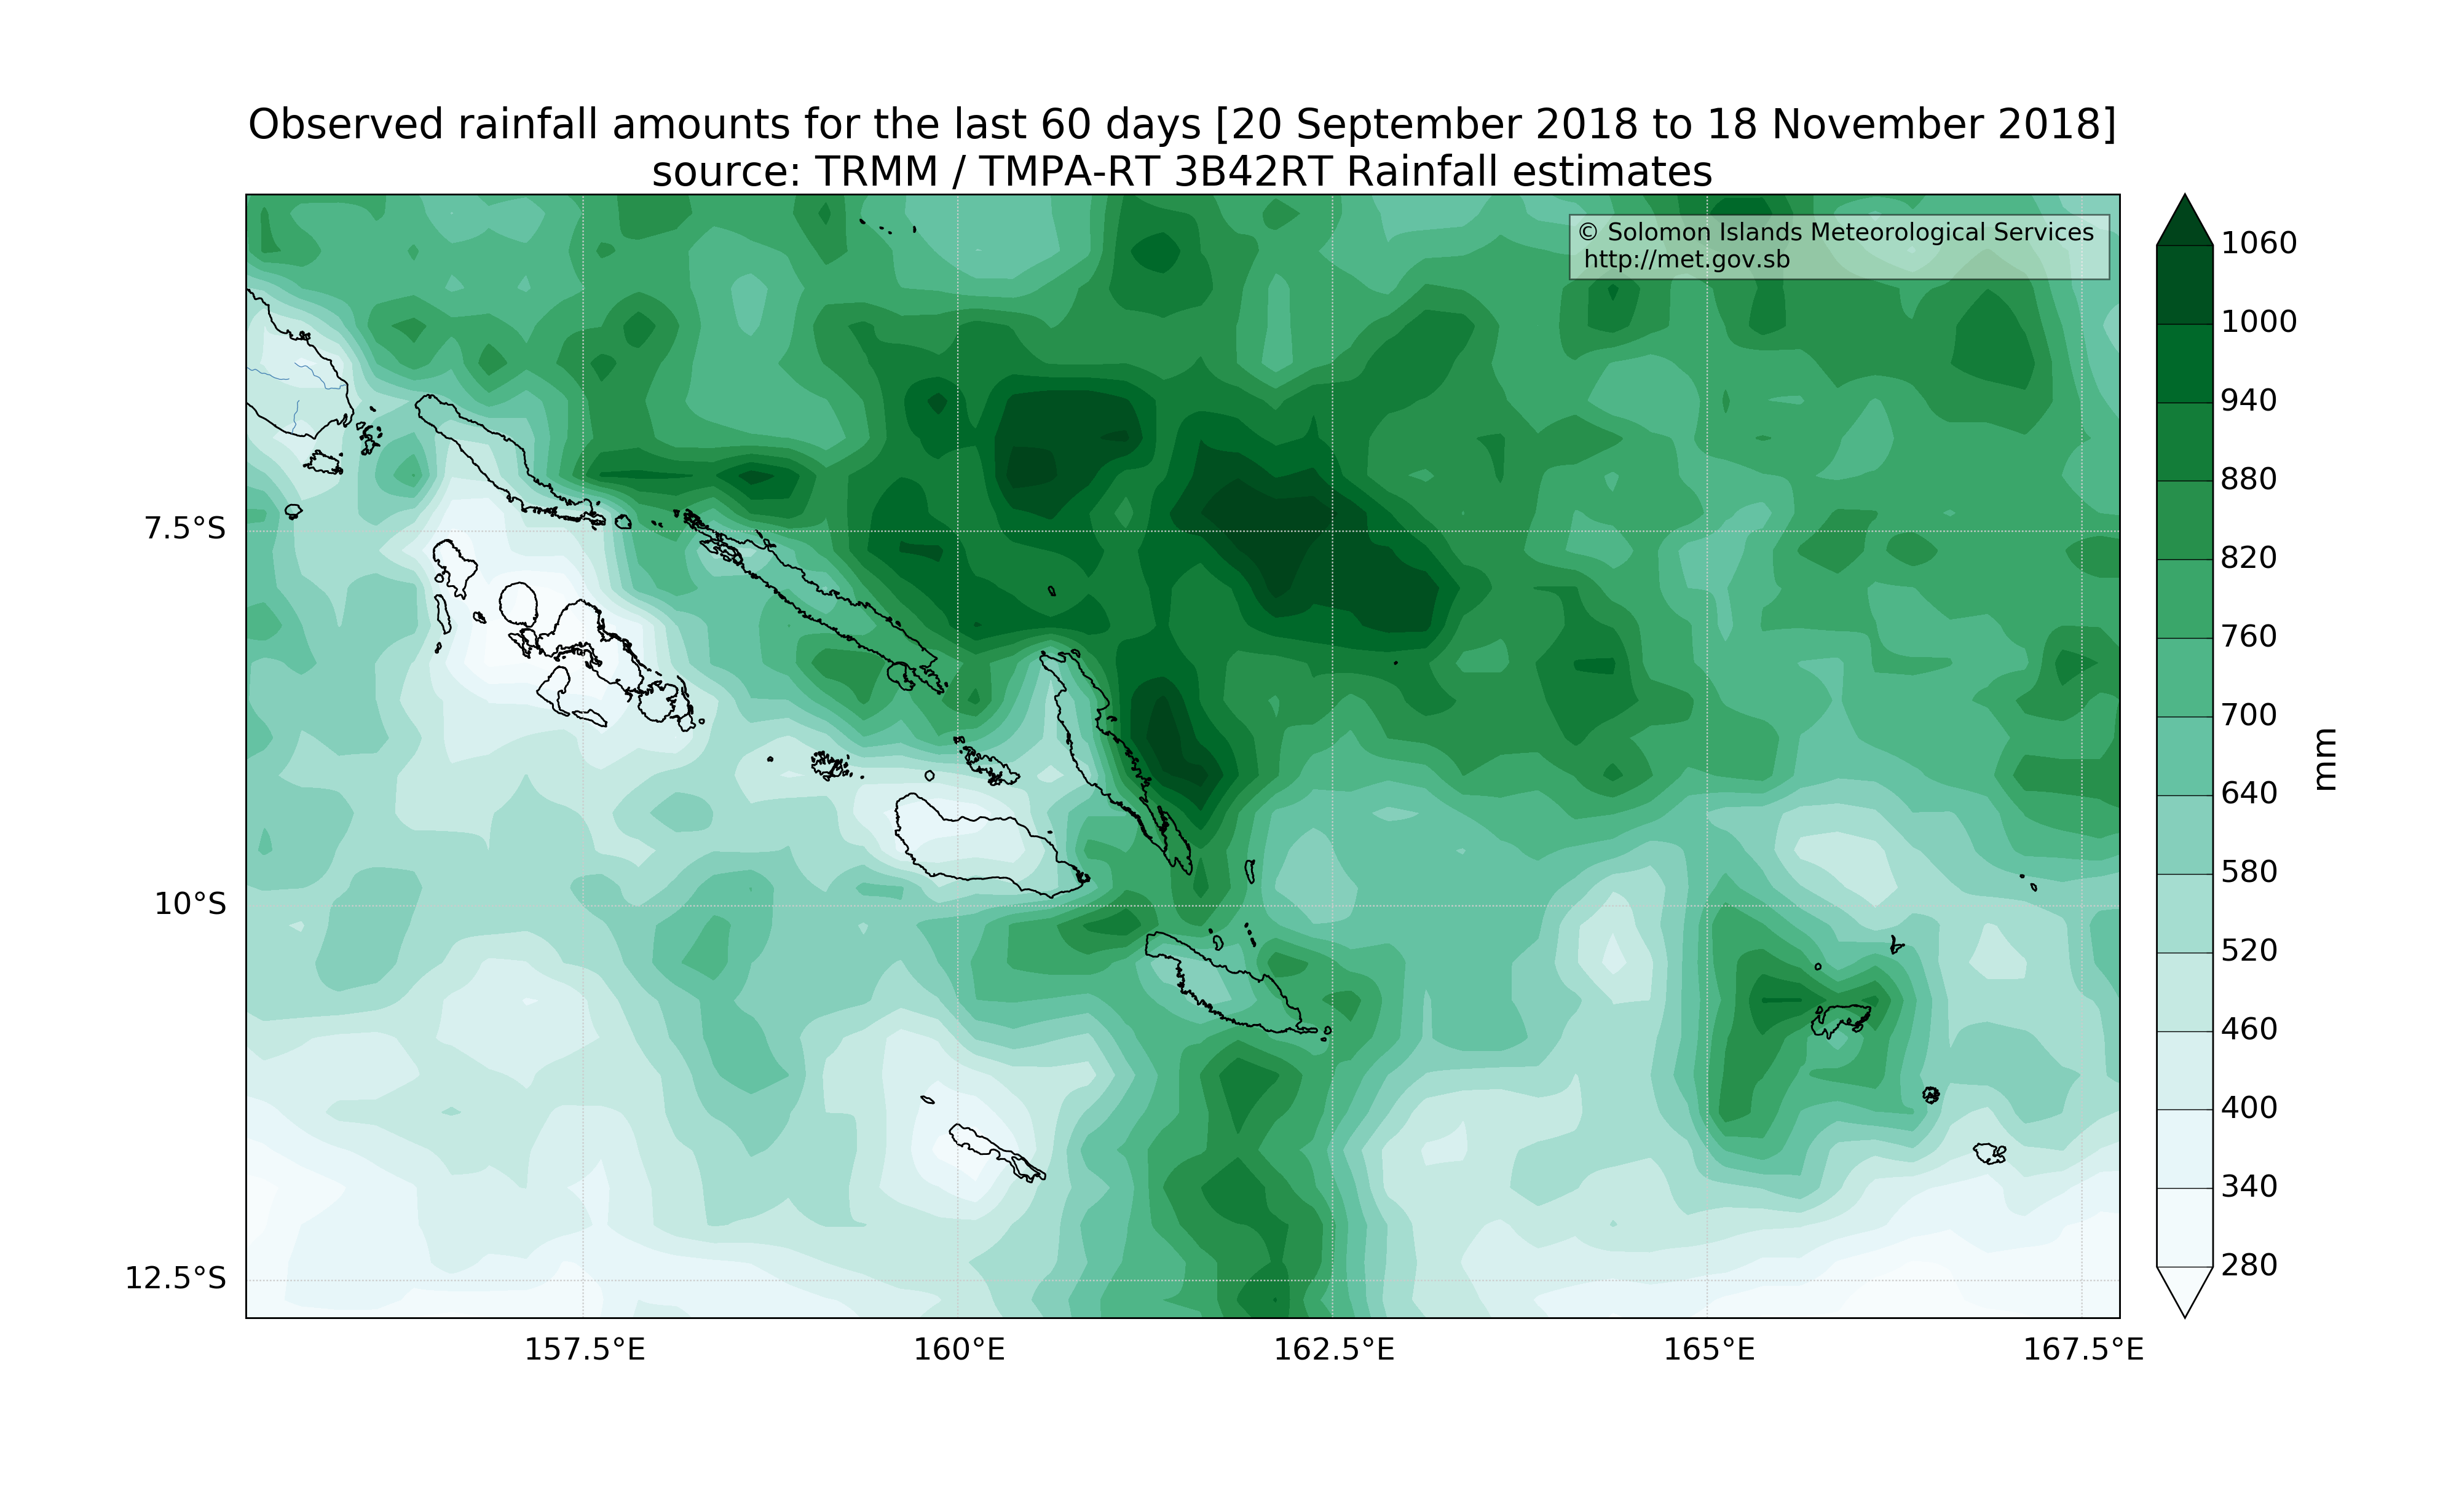 Observed rainfall amounts for the last 60 days [20 September 2018 to 18 November 2018]
source: TRMM / TMPA-RT 3B42RT Rainfall estimates
© Solomon Islands Meteorological Services
http://met.gov.sb
7.5°S
10°S
12.5°S
157.5°E
160°E
162.5°E
165°E
167.5°E
1060
1000
940
880
820
760
700
640
580
520
460
400
340
280
mm